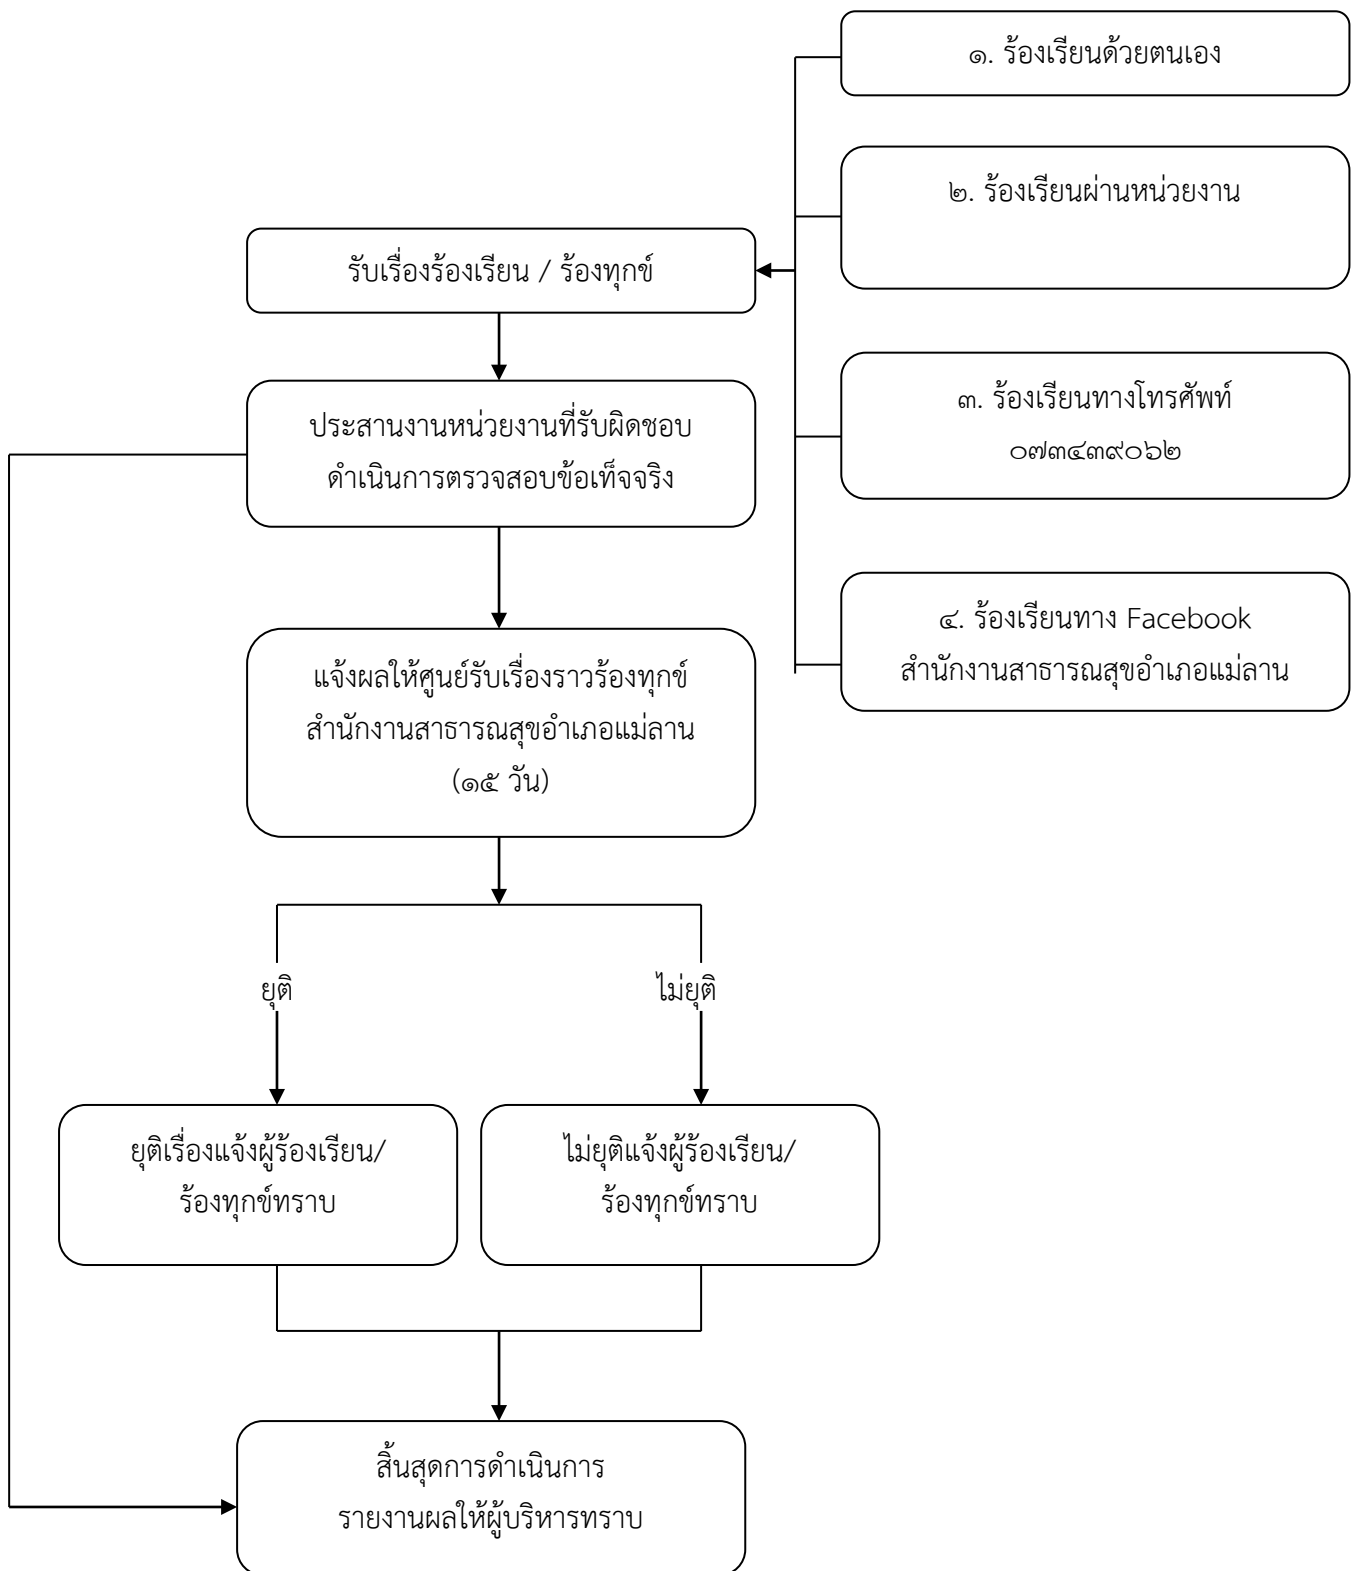 ๑. ร้องเรียนด้วยตนเอง
๒. ร้องเรียนผ่านหน่วยงาน
รับเรื่องร้องเรียน / ร้องทุกข์
๓. ร้องเรียนทางโทรศัพท์
๐๗๓๔๓๙๐๖๒
ประสานงานหน่วยงานที่รับผิดชอบ
ดำเนินการตรวจสอบข้อเท็จจริง
๔. ร้องเรียนทาง Facebook
สำนักงานสาธารณสุขอำเภอแม่ลาน
แจ้งผลให้ศูนย์รับเรื่องราวร้องทุกข์
สำนักงานสาธารณสุขอำเภอแม่ลาน
(๑๕ วัน)
ยุติ
ไม่ยุติ
ยุติเรื่องแจ้งผู้ร้องเรียน/
ร้องทุกข์ทราบ
ไม่ยุติแจ้งผู้ร้องเรียน/
ร้องทุกข์ทราบ
สิ้นสุดการดำเนินการ
รายงานผลให้ผู้บริหารทราบ